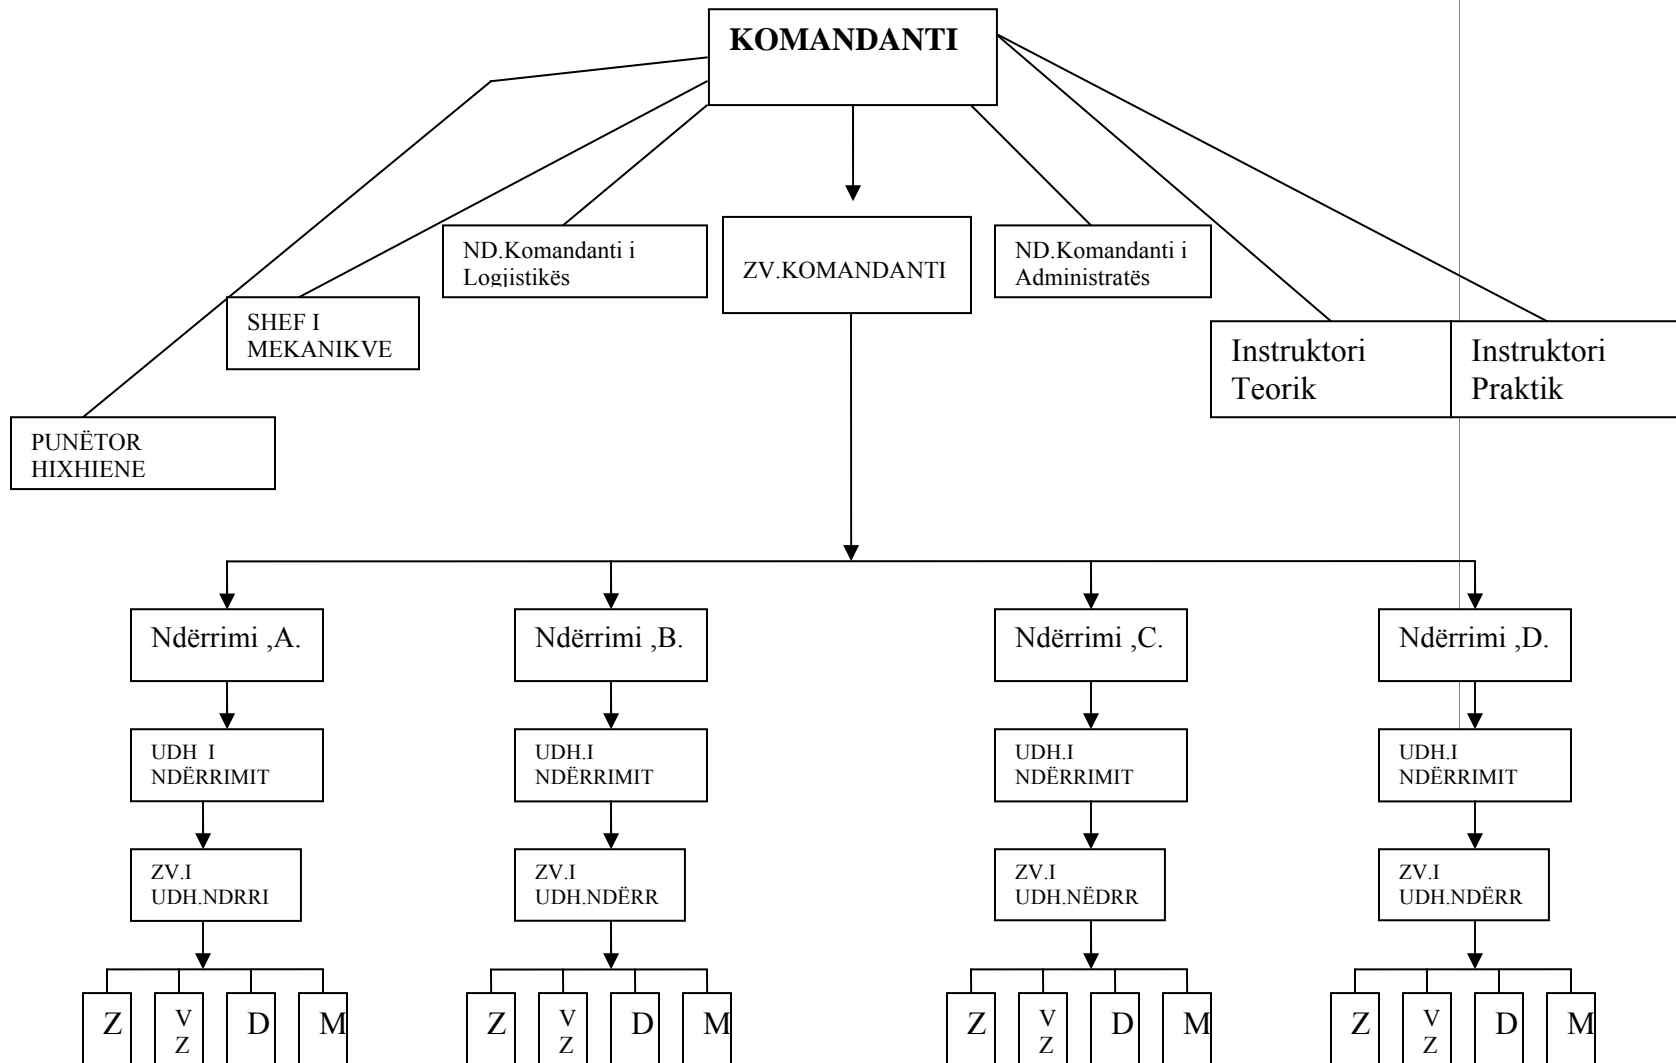 KOMANDANTI
ND.Komandanti i
Logjistikës
ZV.KOMANDANTI
ND.Komandanti i
Administratës
SHEF I
MEKANIKVE
Instruktori
Teorik
Instruktori
Praktik
PUNËTOR
HIXHIENE
Ndërrimi ,A.
Ndërrimi ,B.
Ndërrimi ,C.
Ndërrimi ,D.
UDH I
NDËRRIMIT
UDH.I
NDËRRIMIT
UDH.I
NDËRRIMIT
UDH.I
NDËRRIMIT
ZV.I
UDH.NDRRI
ZV.I
UDH.NDËRR
ZV.I
UDH.NËDRR
ZV.I
UDH.NDËRR
Z
V
Z
D
M
Z
V
Z
D
M
Z
V
Z
D
M
Z
V
Z
D
M